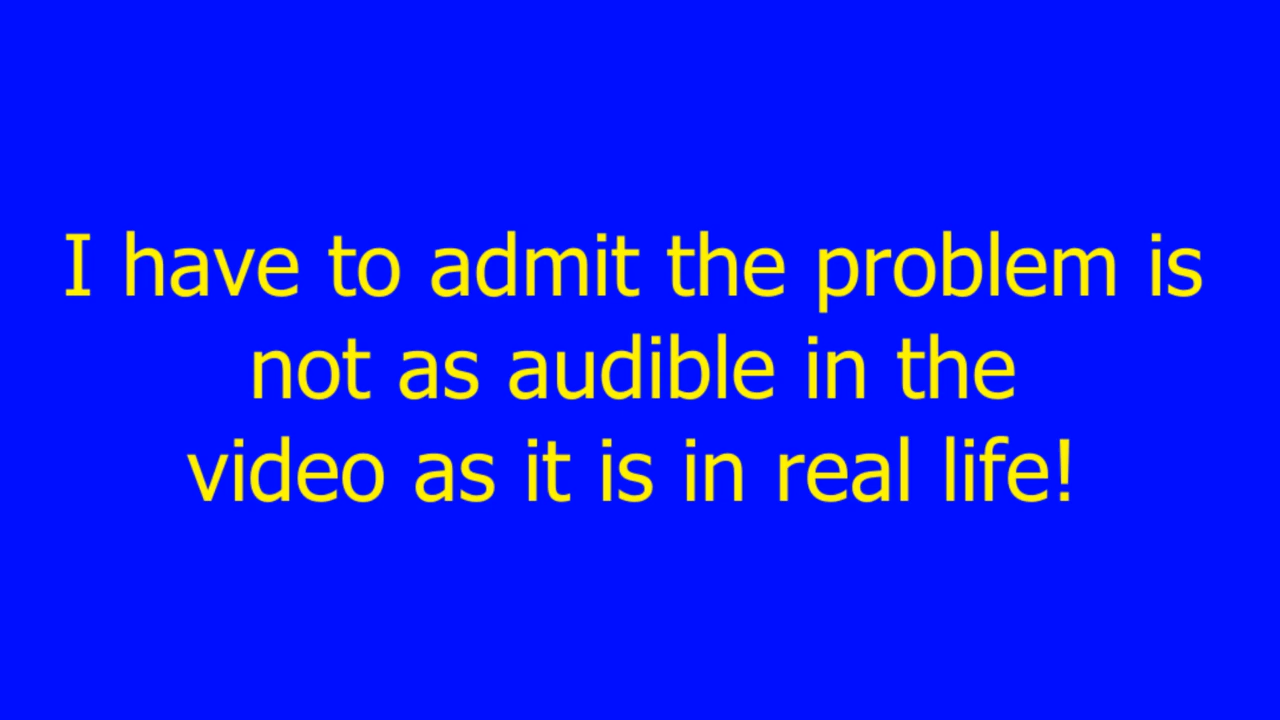 I have to admit the problem is
not as audible in the
video as it is in real life!